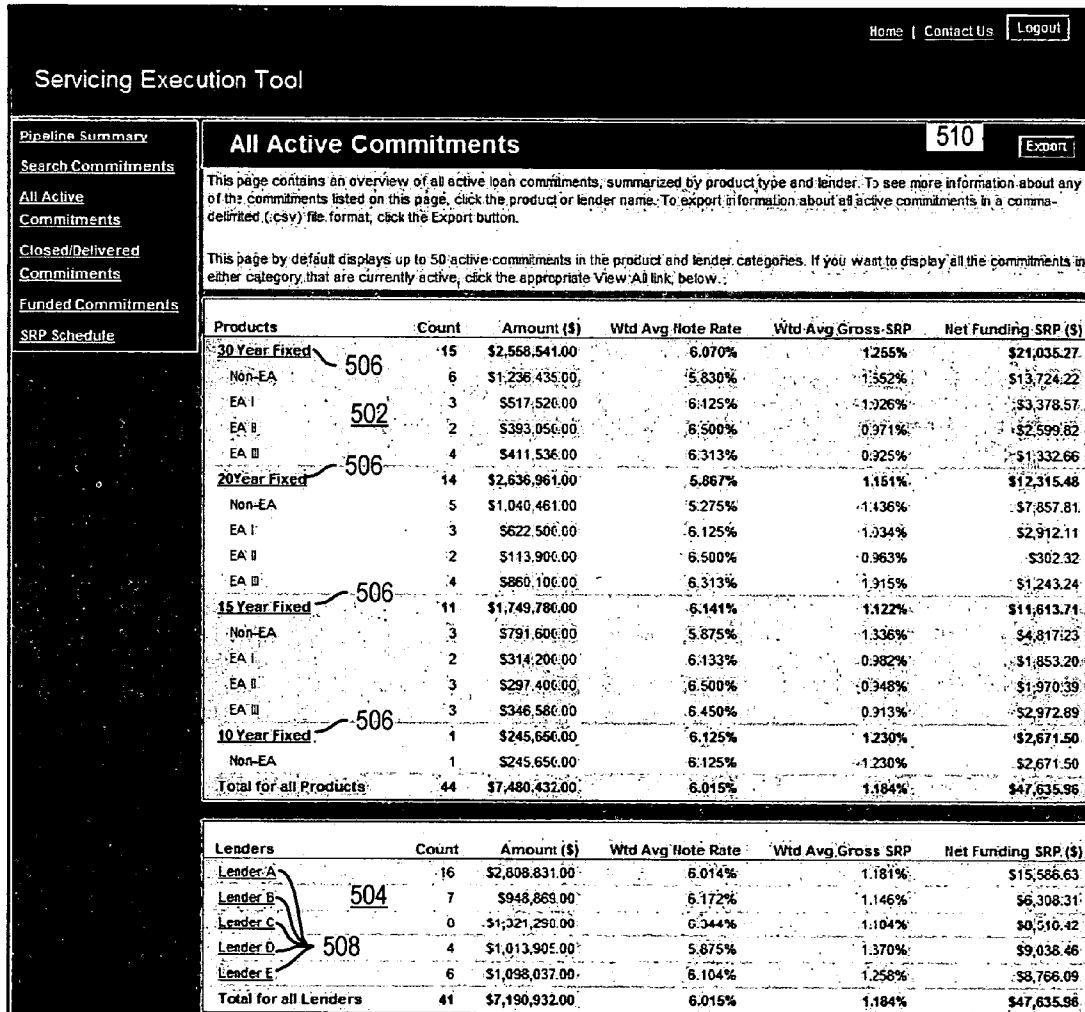 Home | Contact Us Logout
Servicing Execution Tool
Pipeline Summary
Search Commitments
All Active
Commitments
Closed/Delivered
Commitments
Funded Commitments
SRP Schedule
All Active Commitments 510 Export
This page contains an overview of all active loan commitments, summarized by product type and lender. To see more information about any
of the commitments listed on this page, click the product or lender name. To export information about all active commitments in a comma-
delimited (.csv) file format, click the Export button.
This page by default displays up to 50 active commitments in the product and lender categories. If you want to display all the commitments in
either category that are currently active, click the appropriate View All link, below.
Products Count Amount ($) Wtd Avg Note Rate Wtd Avg Gross SRP Net Funding SRP ($)
30 Year Fixed 506 15 $2,558,541.00 6.070% 1.255% $21,035.27
Non-EA 6 $1,236,435.00 5.830% 1.552% $13,724.22
EA I 502 3 $517,520.00 6.125% 1.026% $3,378.57
EA II 2 $393,050.00 6.500% 0.971% $2,599.82
EA III 4 $411,536.00 6.313% 0.925% $1,332.66
20Year Fixed 506 14 $2,636,961.00 5.867% 1.151% $12,315.48
Non-EA 5 $1,040,461.00 5.275% 1.436% $7,857.81
EA I 3 $622,500.00 6.125% 1.034% $2,912.11
EA II 2 $113,900.00 6.500% 0.963% $302.32
EA III 4 $860,100.00 6.313% 1.915% $1,243.24
15 Year Fixed 506 11 $1,749,780.00 6.141% 1.122% $11,613.71
Non-EA 3 $791,600.00 5.875% 1.336% $4,817.23
EA I 2 $314,200.00 6.133% 0.982% $1,853.20
EA II 3 $297,400.00 6.500% 0.948% $1,970.39
EA III 3 $346,580.00 6.450% 0.913% $2,972.89
10 Year Fixed 506 1 $245,650.00 6.125% 1.230% $2,671.50
Non-EA 1 $245,650.00 6.125% 1.230% $2,671.50
Total for all Products 44 $7,480,432.00 6.015% 1.184% $47,635.96
Lenders Count Amount ($) Wtd Avg Note Rate Wtd Avg Gross SRP Net Funding SRP ($)
Lender A 16 $2,808,831.00 6.014% 1.181% $15,586.63
Lender B 504 7 $948,869.00 6.172% 1.146% $6,308.31
Lender C 0 $1,321,290.00 6.344% 1.104% $0,510.42
Lender D 508 4 $1,013,905.00 5.875% 1.370% $9,038.46
Lender E 6 $1,098,037.00 6.104% 1.258% $8,766.09
Total for all Lenders 41 $7,190,932.00 6.015% 1.184% $47,635.96